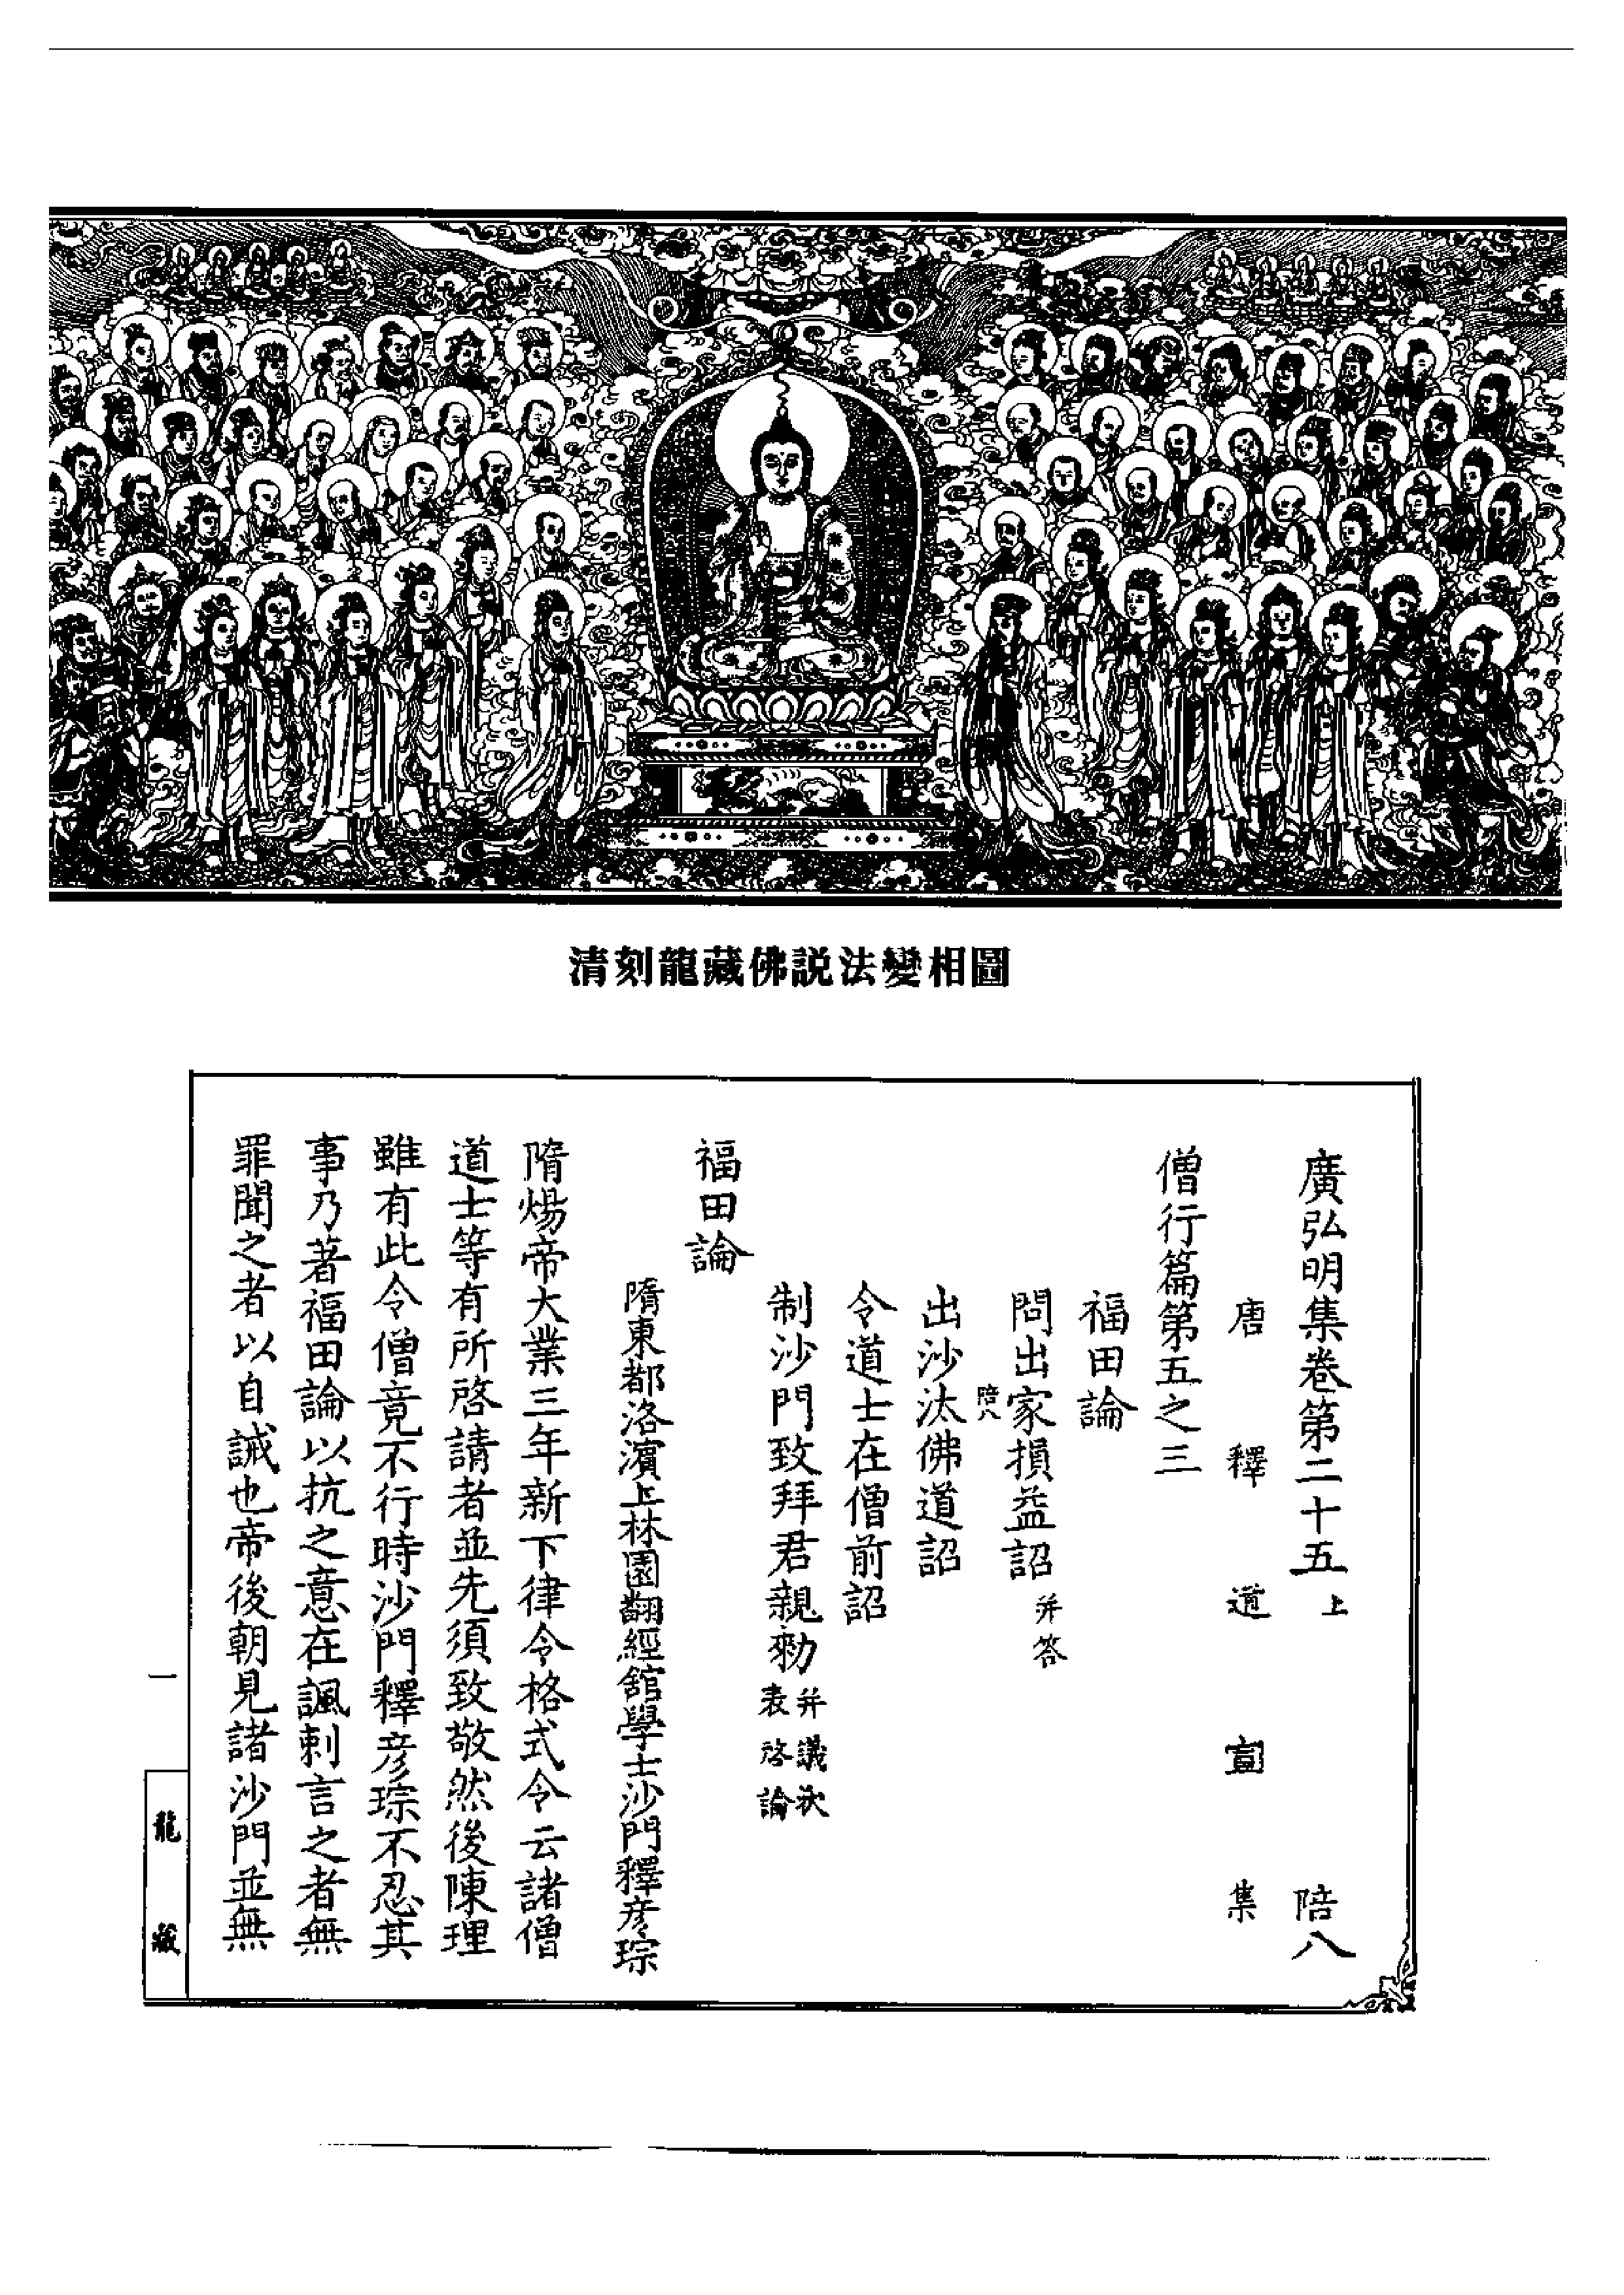 清刻龍藏佛説法變相圖
廣弘明集卷第二十五上 陪八
唐釋道宣集
僧行篇第五之三
福田論
問出家損益詔并答
陪八
出沙汰佛道詔
令道士在僧前詔
制沙門致拜君親勑并議狀表啓論
福田論
隋東都洛濱上林園翻經舘學士沙門釋彦琮
隋煬帝大業三年新下律令格式令云諸僧
道士等有所啓請者並先須致敬然後陳理
雖有此令僧竟不行時沙門釋彦琮不忍其
事乃著福田論以抗之意在諷刺言之者無
罪聞之者以自誡也帝後朝見諸沙門並無
一
龍藏